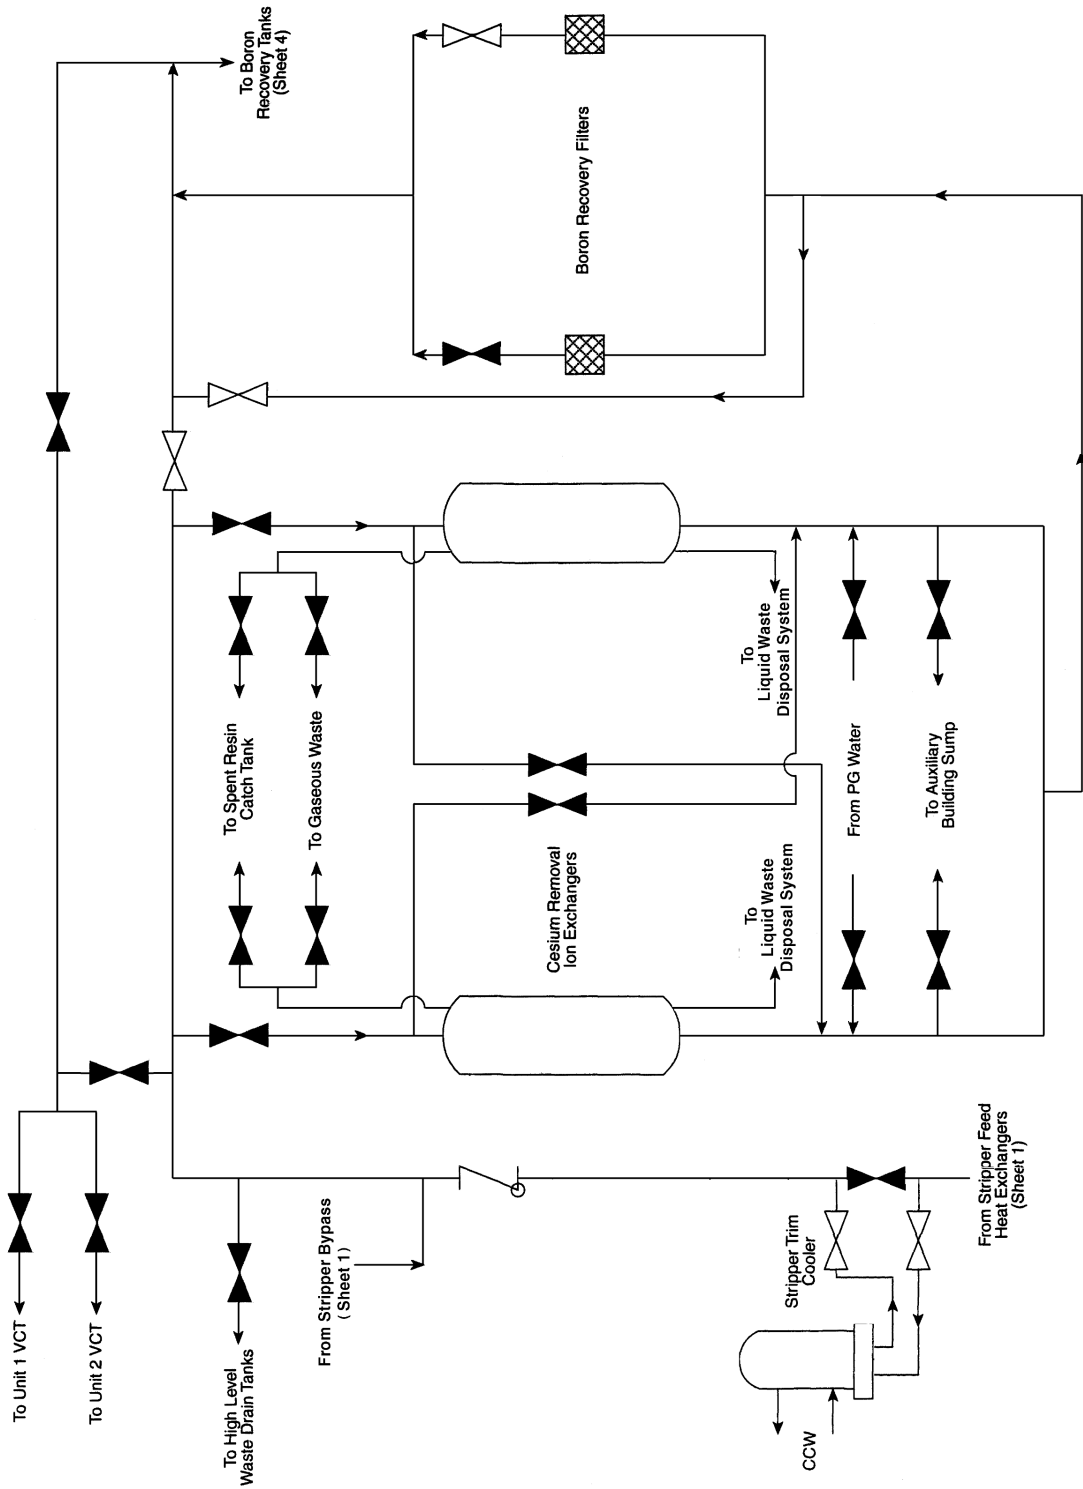 To Unit 1 VCT
To Unit 2 VCT
To High Level
Waste Drain Tanks
From Stripper Bypass
( Sheet 1 )
Stripper Trim
Cooler
CCW
From Stripper Feed
Heat Exchangers
(Sheet 1)
To Spent Resin
Catch Tank
To Gaseous Waste
Cesium Removal
Ion Exchangers
To
Liquid Waste
Disposal System
To
Liquid Waste
Disposal System
From PG Water
To Auxiliary
Building Sump
To Boron
Recovery Tanks
(Sheet 4)
Boron Recovery Filters